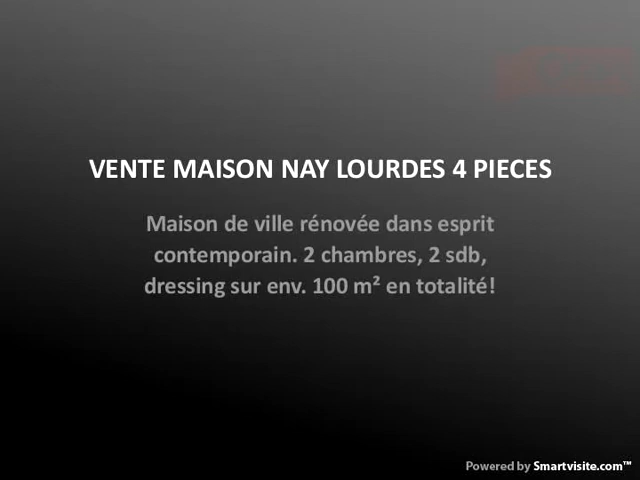 VENTE MAISON NAY LOURDES 4 PIECES
Maison de ville rénovée dans esprit
contemporain. 2 chambres, 2 sdb,
dressing sur env. 100 m² en totalité!
Powered by Smartvisite.com™